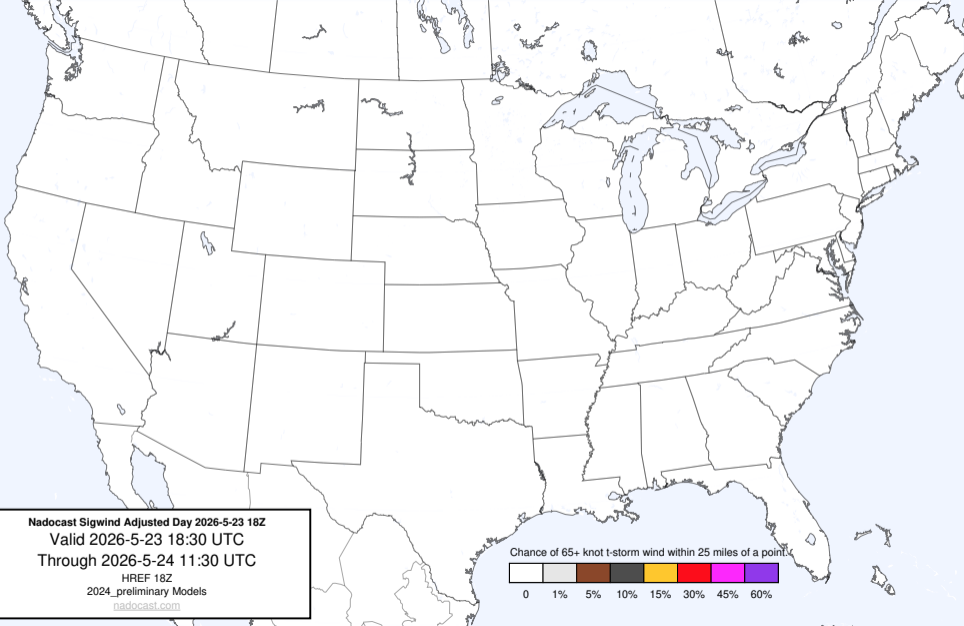 Nadocast Sigwind Adjusted Day 2026-5-23 18Z
Valid 2026-5-23 18:30 UTC
Through 2026-5-24 11:30 UTC
HREF 18Z
2024_preliminary Models
nadocast.com
Chance of 65+ knot t-storm wind within 25 miles of a point.
0 1% 5% 10% 15% 30% 45% 60%